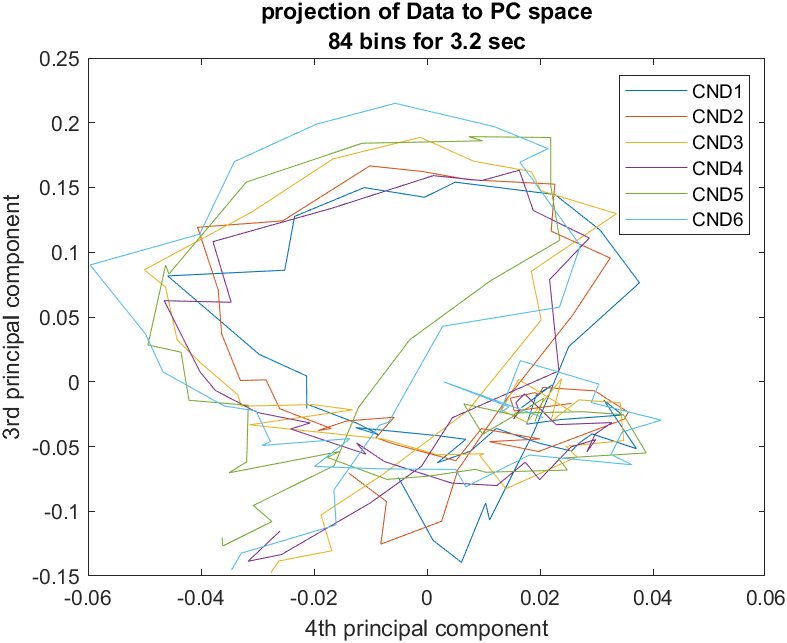 projection of Data to PC space
84 bins for 3.2 sec
0.25
0.2
0.15
0.1
0.05
0
-0.05
-0.1
-0.15
3rd principal component
CND1
CND2
CND3
CND4
CND5
CND6
-0.06
-0.04
-0.02
0
0.02
0.04
0.06
4th principal component